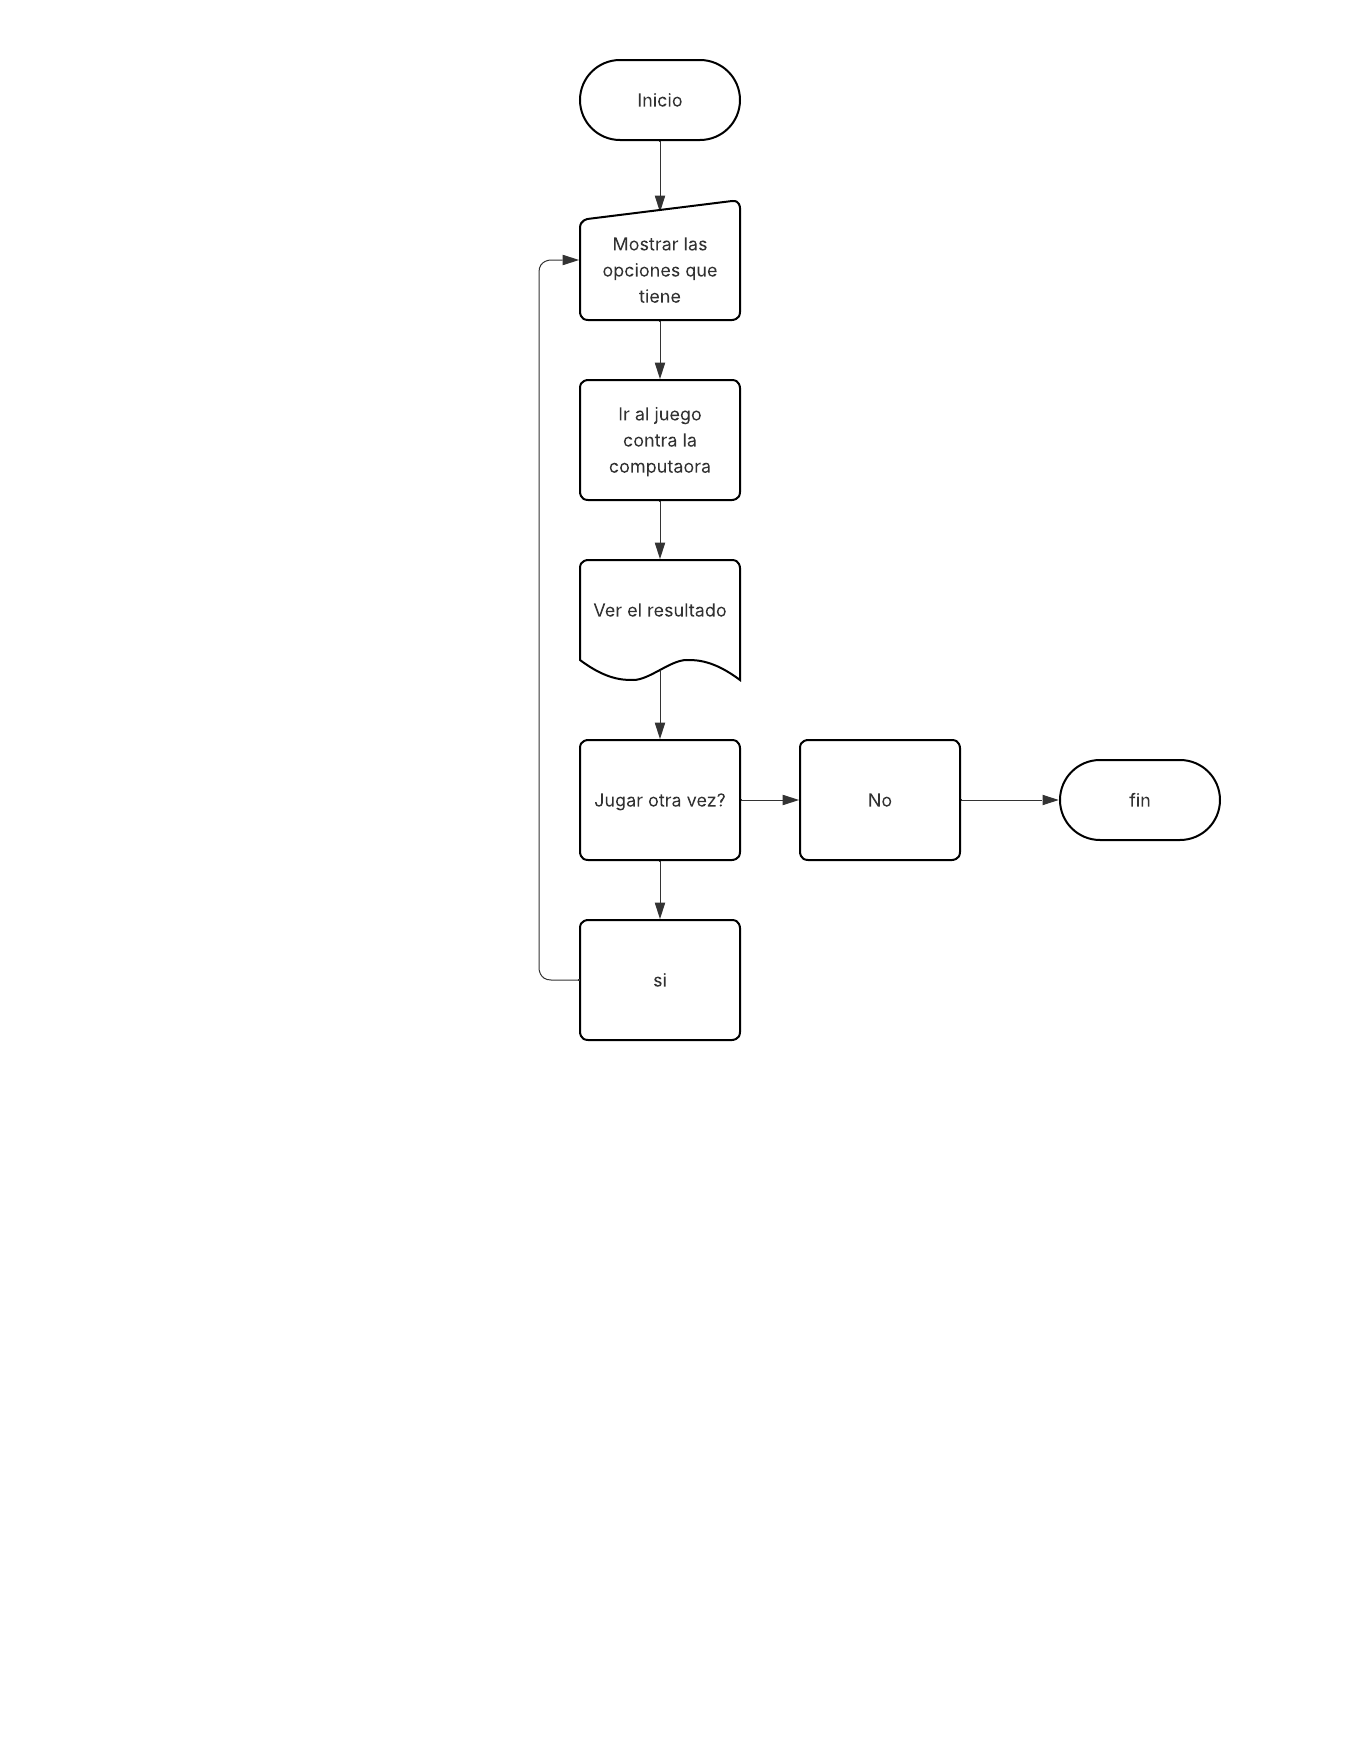 Inicio
Mostrar las
opciones que
tiene
Ir al juego
contra la
computaora
Ver el resultado
Jugar otra vez?
No
fin
si